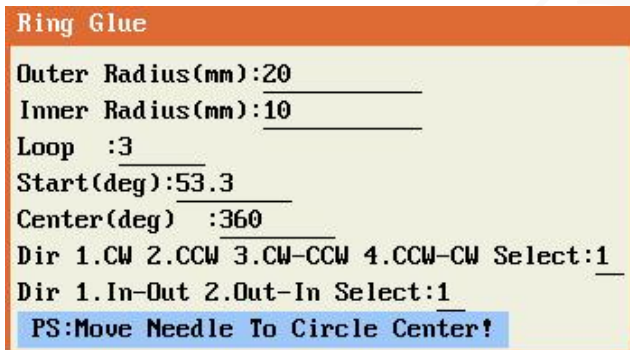 Ring Glue
Outer Radius(mm):20
Inner Radius(mm):10
Loop :3
Start(deg):53.3
Center(deg) :360
Dir 1.CW 2.CCW 3.CW-CCW 4.CCW-CW Select:1
Dir 1.In-Out 2.Out-In Select:1
PS:Move Needle To Circle Center!